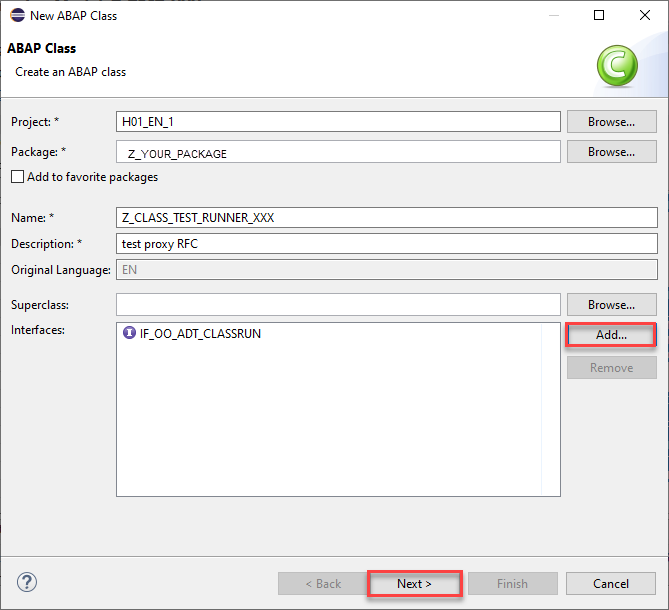 New ABAP Class
ABAP Class
Create an ABAP class
C
Project: * H01_EN_1 Browse...
Package: * Z_YOUR_PACKAGE Browse...
Add to favorite packages
Name: * Z_CLASS_TEST_RUNNER_XXX
Description: * test proxy RFC
Original Language: EN
Superclass: Browse...
Interfaces: I IF_OO_ADT_CLASSRUN Add...
Remove
? < Back Next > Finish Cancel